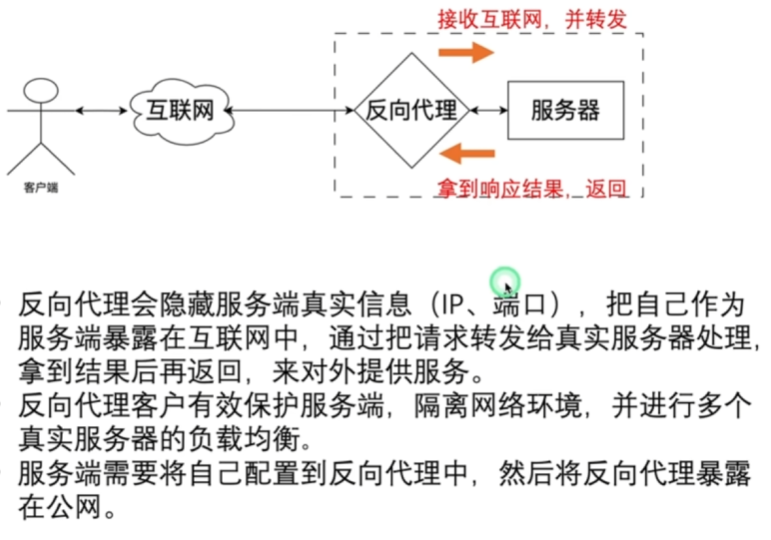 接收互联网，并转发
互联网
反向代理
服务器
客户端
拿到响应结果，返回
反向代理会隐藏服务端真实信息（IP、端口），把自己作为
服务端暴露在互联网中，通过把请求转发给真实服务器处理，
拿到结果后再返回，来对外提供服务。
反向代理客户有效保护服务端，隔离网络环境，并进行多个
真实服务器的负载均衡。
服务端需要将自己配置到反向代理中，然后将反向代理暴露
在公网。